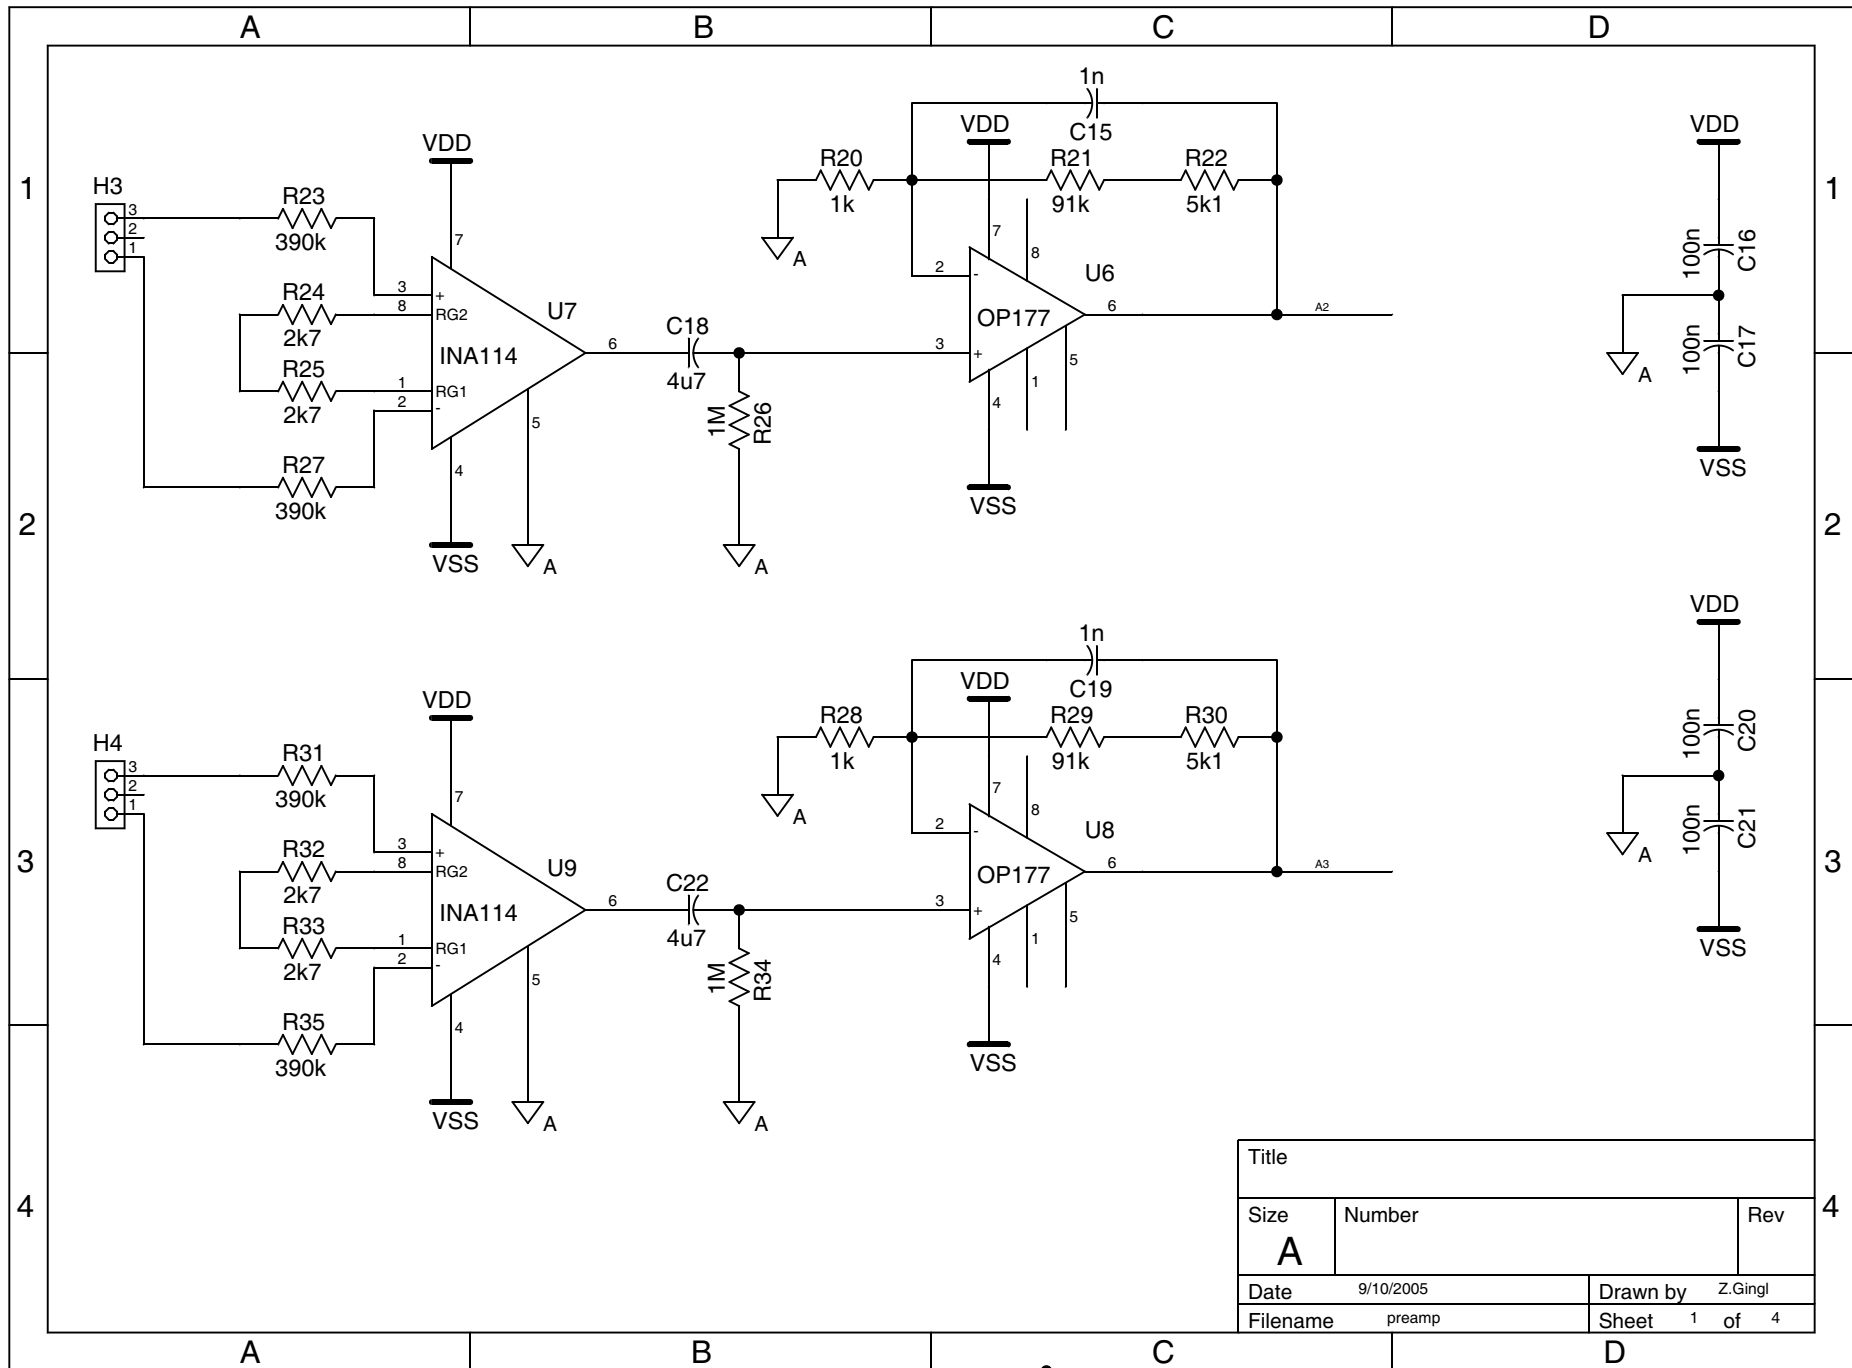 A B C D
1 1
2 2
3 3
4 4
H3
3
2
1
R23
390k
R24
2k7
R25
2k7
R27
390k
VDD
7
3 +
8 RG2
INA114
1 RG1
2 -
U7
6
5
4
VSS
A
C18
4u7
1M
R26
A
R20
1k
A
1n
C15
VDD
R21
91k
R22
5k1
7
8
2 -
U6
OP177
6
A2
3 +
5
1
4
VSS
VDD
100n
C16
100n
C17
A
VSS
H4
3
2
1
R31
390k
R32
2k7
R33
2k7
R35
390k
VDD
7
3 +
8 RG2
INA114
1 RG1
2 -
U9
6
5
4
VSS
A
C22
4u7
1M
R34
A
R28
1k
A
1n
C19
VDD
R29
91k
R30
5k1
7
8
2 -
U8
OP177
6
A3
3 +
5
1
4
VSS
VDD
100n
C20
100n
C21
A
VSS
Title
Size Number Rev
A
Date 9/10/2005 Drawn by Z.Gingl
Filename preamp Sheet 1 of 4
A B C D